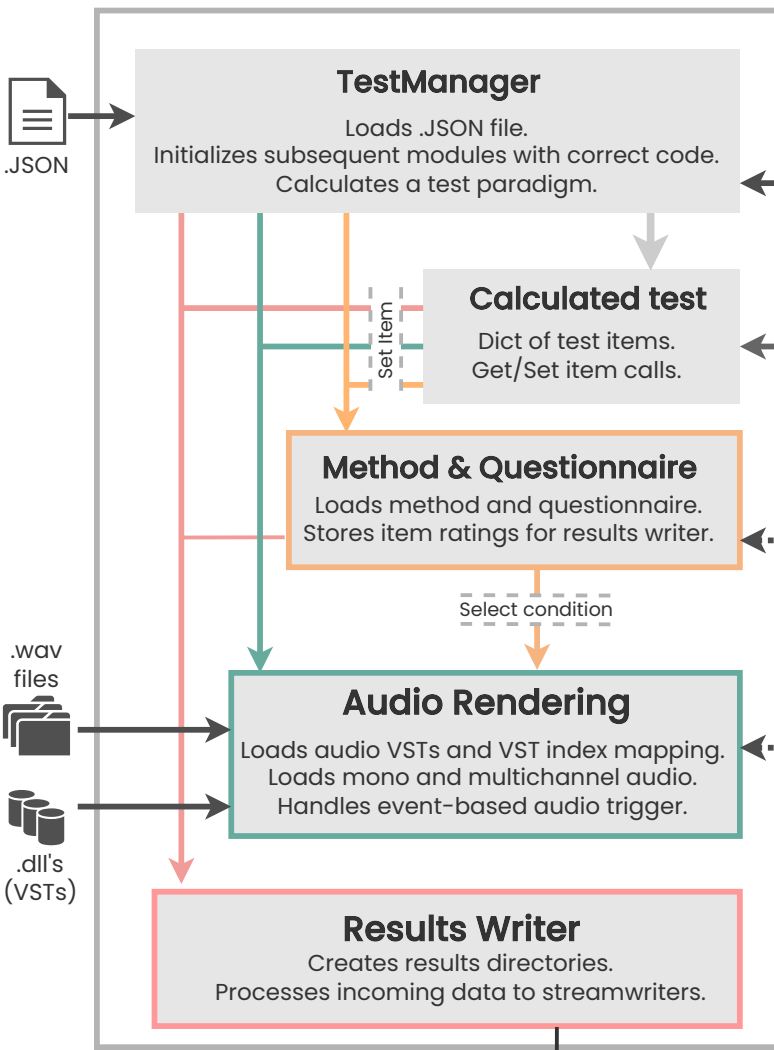 TestManager
Loads .JSON file.
Initializes subsequent modules with correct code.
Calculates a test paradigm.
.JSON
Calculated test
Dict of test items.
Get/Set item calls.
Set Item
Method & Questionnaire
Loads method and questionnaire.
Stores item ratings for results writer.
Select condition
.wav
files
Audio Rendering
Loads audio VSTs and VST index mapping.
Loads mono and multichannel audio.
Handles event-based audio trigger.
.dll's
(VSTs)
Results Writer
Creates results directories.
Processes incoming data to streamwriters.